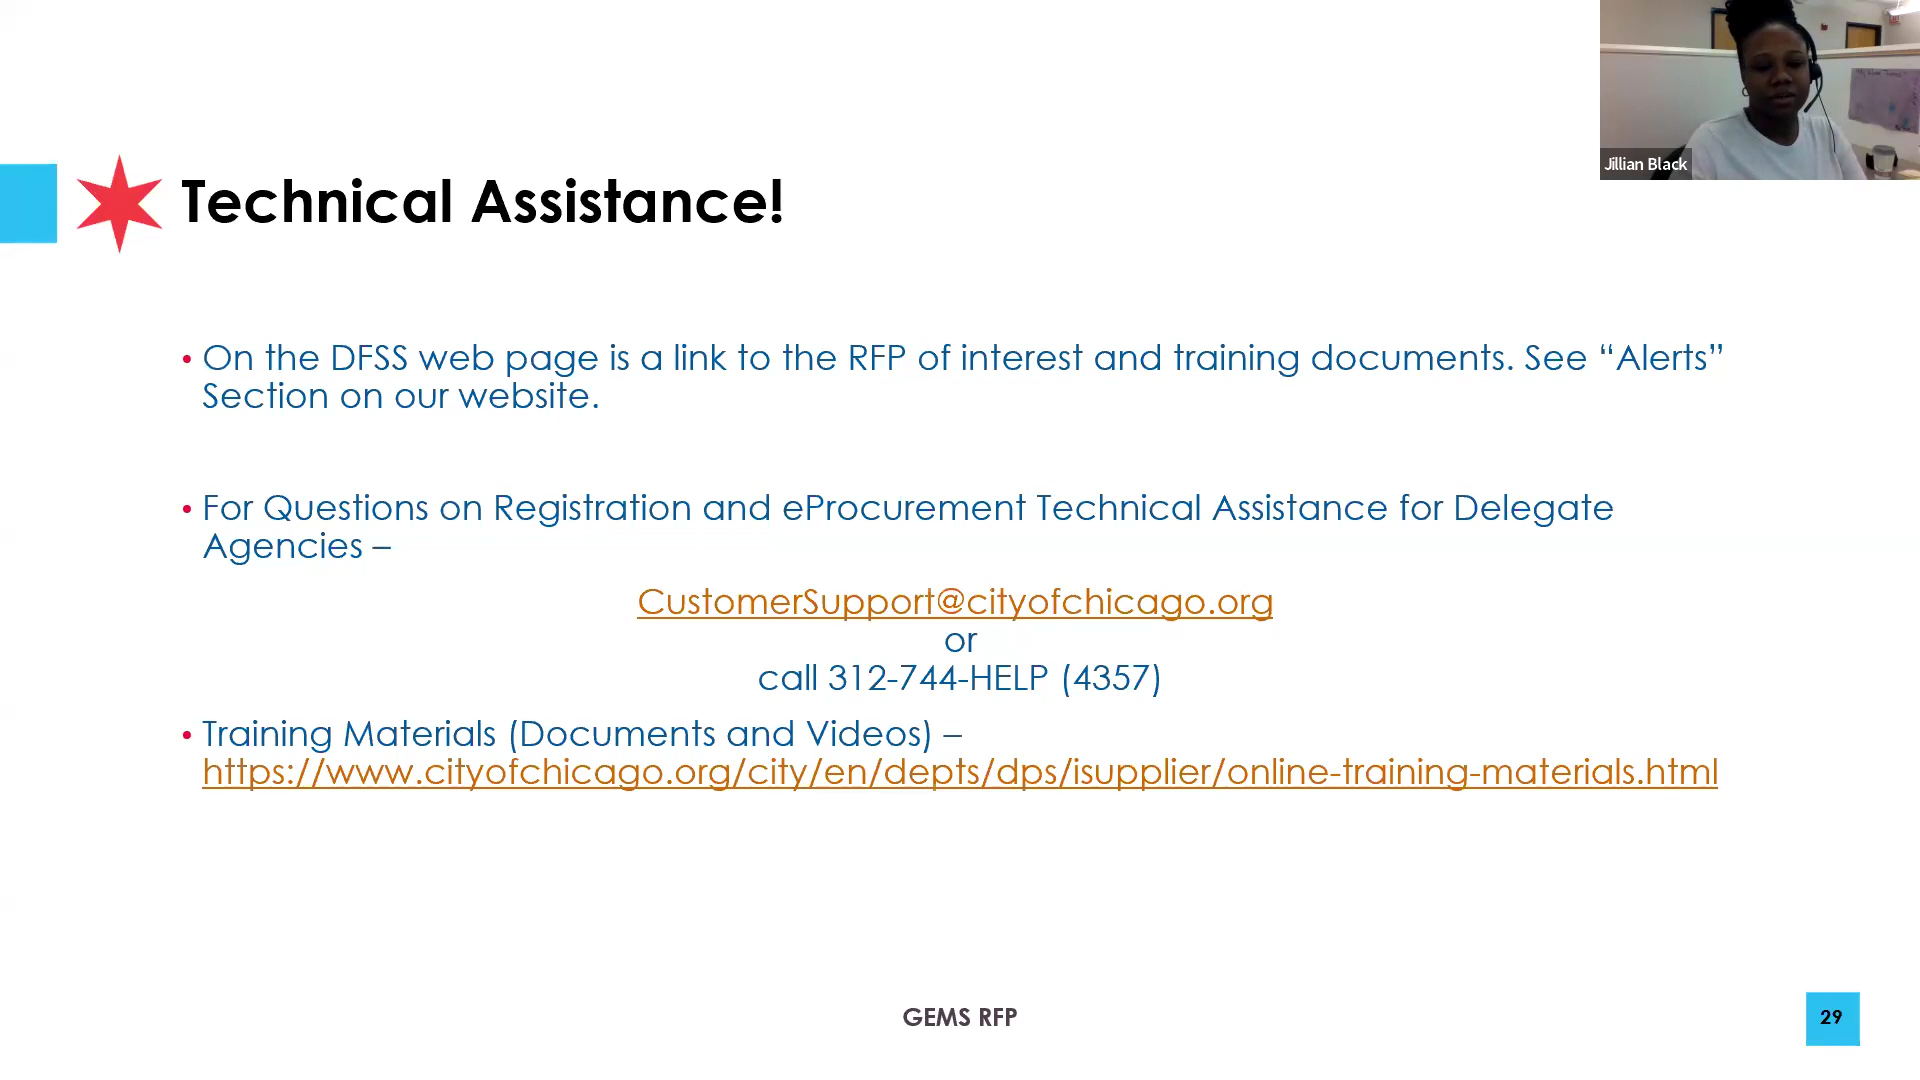 Jillian Black
Technical Assistance!
• On the DFSS web page is a link to the RFP of interest and training documents. See “Alerts”
Section on our website.
• For Questions on Registration and eProcurement Technical Assistance for Delegate
Agencies –
CustomerSupport@cityofchicago.org
or
call 312-744-HELP (4357)
• Training Materials (Documents and Videos) –
https://www.cityofchicago.org/city/en/depts/dps/isupplier/online-training-materials.html
GEMS RFP
29